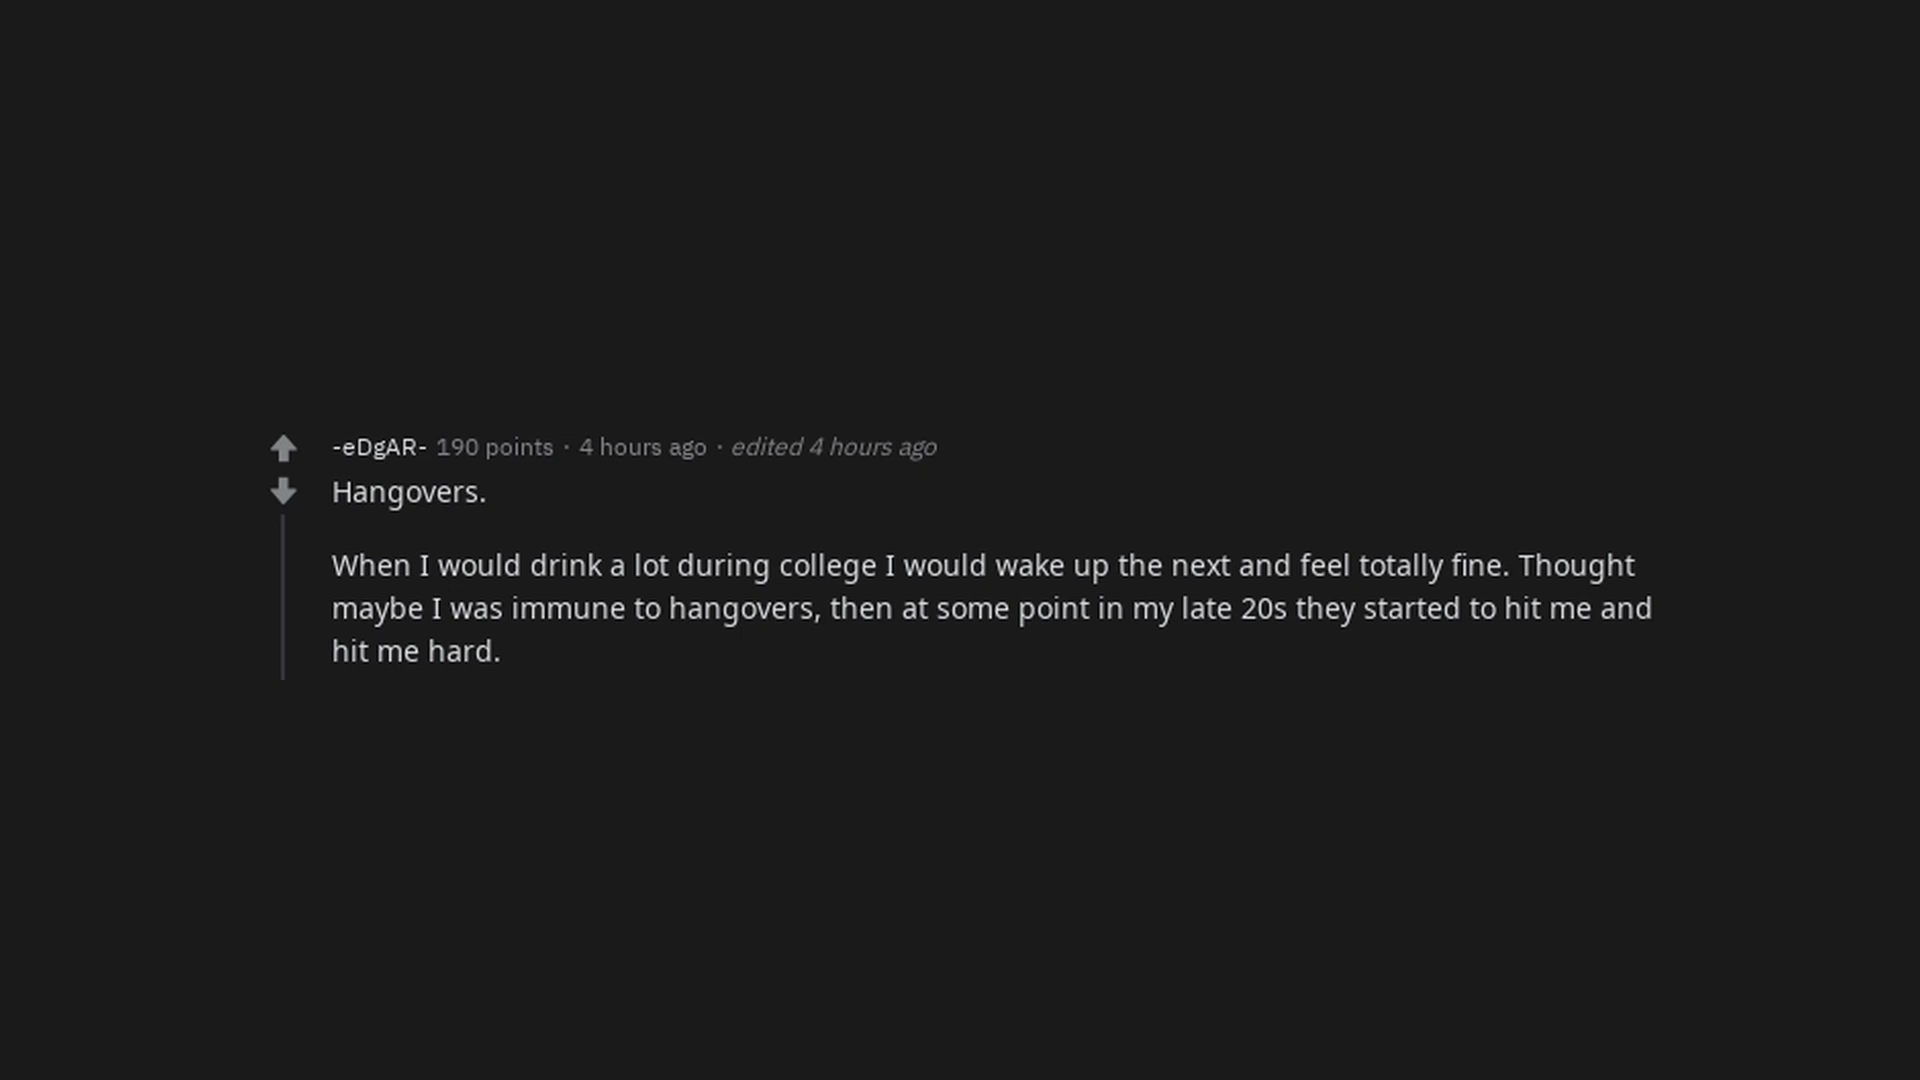 -eDgAR- 190 points · 4 hours ago · edited 4 hours ago
Hangovers.
When I would drink a lot during college I would wake up the next and feel totally fine. Thought
maybe I was immune to hangovers, then at some point in my late 20s they started to hit me and
hit me hard.